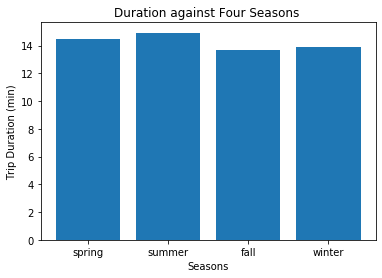 Duration against Four Seasons
Trip Duration (min)
14
12
10
8
6
4
2
0
spring summer fall winter
Seasons